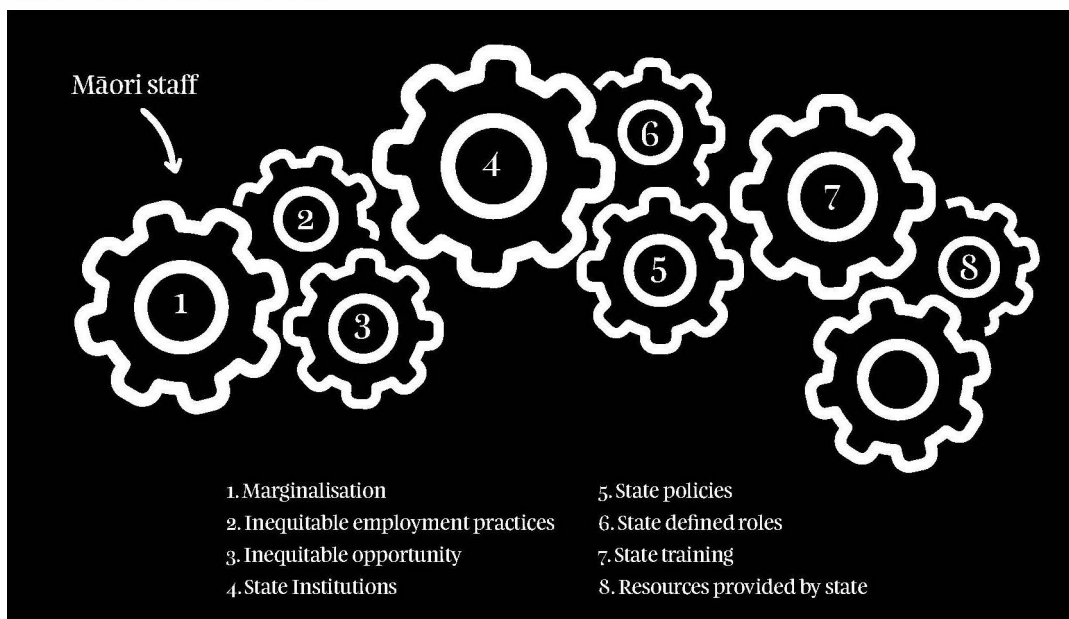 Māori staff
1
2
3
4
5
6
7
8
1. Marginalisation
2. Inequitable employment practices
3. Inequitable opportunity
4. State Institutions
5. State policies
6. State defined roles
7. State training
8. Resources provided by state